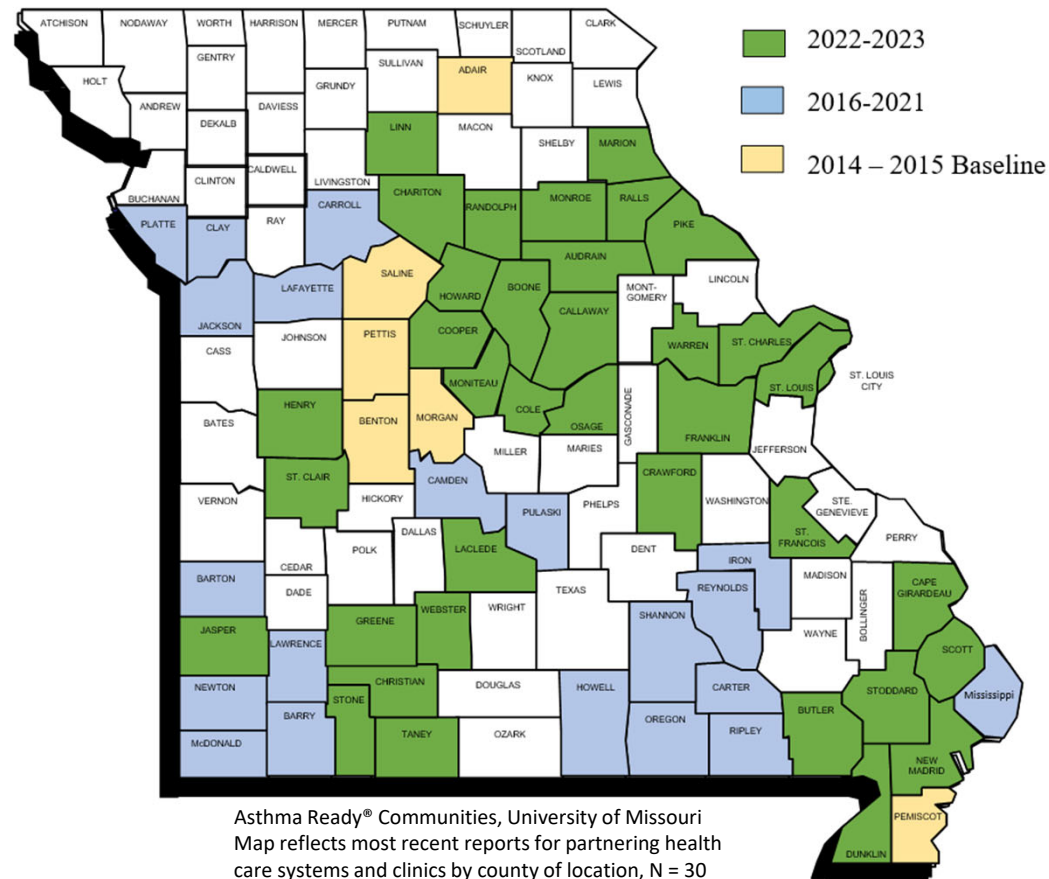 ATCHISON
NODAWAY
WORTH
HARRISON
MERCER
PUTNAM
SCHUYLER
SCOTLAND
CLARK
2022-2023
HOLT
GENTRY
SULLIVAN
ADAIR
KNOX
LEWIS
GRUNDY
2016-2021
ANDREW
DAVIESS
DEKALB
LINN
MACON
SHELBY
MARION
2014 – 2015 Baseline
CALDWELL
CLINTON
LIVINGSTON
BUCHANAN
CHARITON
RANDOLPH
MONROE
RALLS
PLATTE
CLAY
RAY
CARROLL
PIKE
AUDRAIN
SALINE
LAFAYETTE
HOWARD
BOONE
MONT-
GOMERY
LINCOLN
JACKSON
JOHNSON
PETTIS
COOPER
CALLAWAY
WARREN
ST. CHARLES
CASS
ST. LOUIS
ST. LOUIS
CITY
MONITEAU
HENRY
BENTON
MORGAN
COLE
OSAGE
GASCONADE
FRANKLIN
BATES
JEFFERSON
MILLER
MARIES
ST. CLAIR
CAMDEN
CRAWFORD
VERNON
HICKORY
PULASKI
PHELPS
WASHINGTON
STE.
GENEVIEVE
ST.
FRANCOIS
PERRY
CEDAR
POLK
DALLAS
LACLEDE
DENT
IRON
BARTON
DADE
TEXAS
REYNOLDS
MADISON
BOLLINGER
CAPE
GIRARDEAU
JASPER
LAWRENCE
GREENE
WEBSTER
WRIGHT
SHANNON
WAYNE
SCOTT
NEWTON
CHRISTIAN
STONE
DOUGLAS
HOWELL
CARTER
STODDARD
Mississippi
BARRY
TANEY
OZARK
OREGON
RIPLEY
BUTLER
McDONALD
NEW
MADRID
PEMISCOT
DUNKLIN
Asthma Ready® Communities, University of Missouri
Map reflects most recent reports for partnering health
care systems and clinics by county of location, N = 30